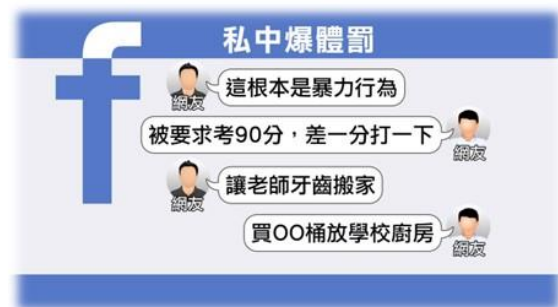 私中爆體罰
這根本是暴力行為
網友
被要求考90分，差一分打一下
網友
讓老師牙齒搬家
網友
買OO桶放學校廚房
網友